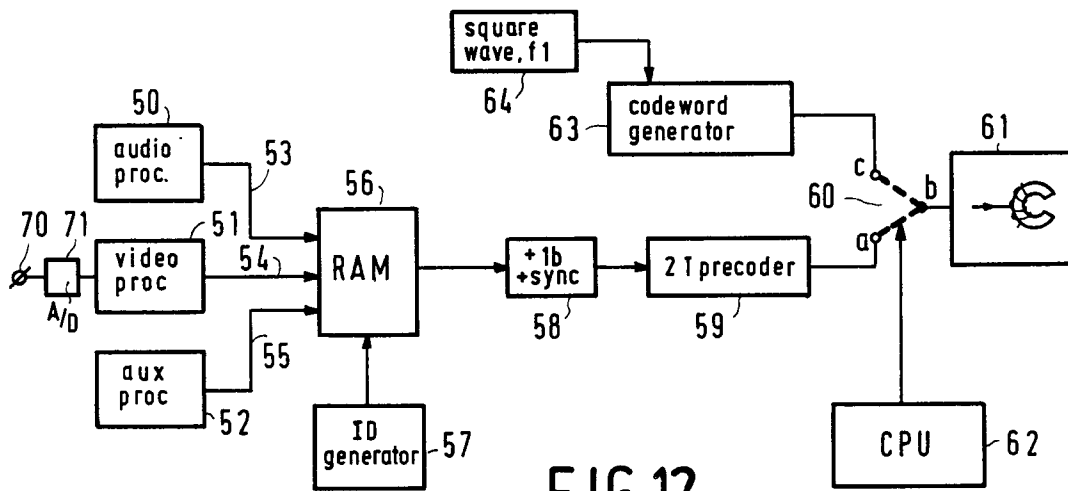 square
wave, f1
64
codeword
generator
63
50
audio
proc.
53
61
56
c
b
60
a
70
71
A/D
51
video
proc
54
RAM
+1b
+sync
58
2T precoder
59
55
aux
proc
52
ID
generator
57
CPU
62
FIG.12